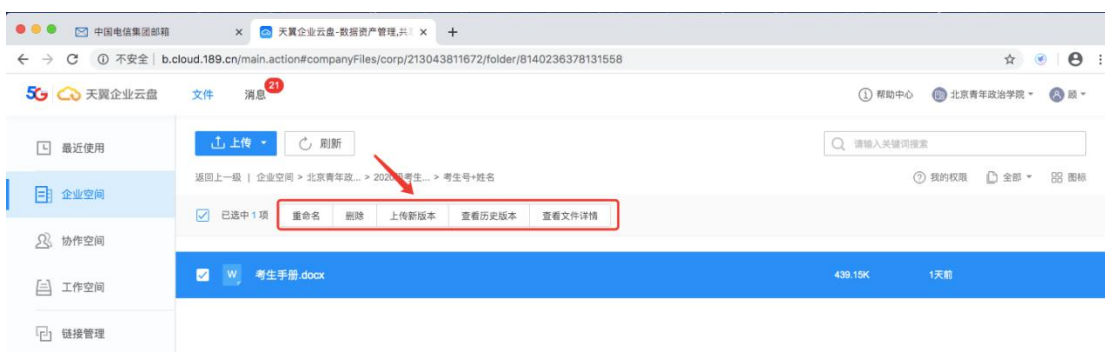 中国电信集团邮箱
天翼企业云盘-数据资产管理,共
不安全 | b.cloud.189.cn/main.action#companyFiles/corp/213043811672/folder/8140236378131558
5G 天翼企业云盘 文件 消息 21 帮助中心 北京青年政治学院 顾
最近使用 上传 刷新 请输入关键词搜索
返回上一级 | 企业空间 > 北京青年政... > 2020级考生... > 考生号+姓名 我的权限 全部 图标
企业空间
已选中 1 项 重命名 删除 上传新版本 查看历史版本 查看文件详情
协作空间
W 考生手册.docx 439.15K 1天前
工作空间
链接管理